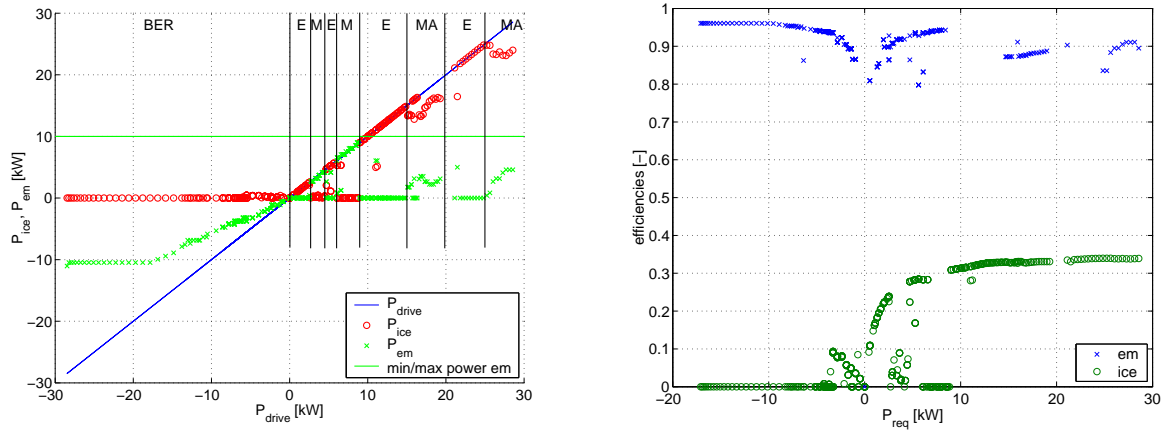 BER E M E M E MA E MA
30
20
10
0
−10
−20
−30
−30 −20 −10 0 10 20 30
P_drive [kW]
P_ice, P_em [kW]
P_drive
P_ice
P_em
min/max power em
1
0.9
0.8
0.7
0.6
0.5
0.4
0.3
0.2
0.1
0
−20 −10 0 10 20 30
P_req [kW]
efficiencies [−]
em
ice